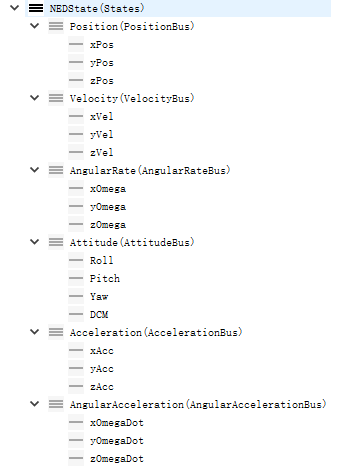 NEDState(States)
Position(PositionBus)
xPos
yPos
zPos
Velocity(VelocityBus)
xVel
yVel
zVel
AngularRate(AngularRateBus)
xOmega
yOmega
zOmega
Attitude(AttitudeBus)
Roll
Pitch
Yaw
DCM
Acceleration(AccelerationBus)
xAcc
yAcc
zAcc
AngularAcceleration(AngularAccelerationBus)
xOmegaDot
yOmegaDot
zOmegaDot